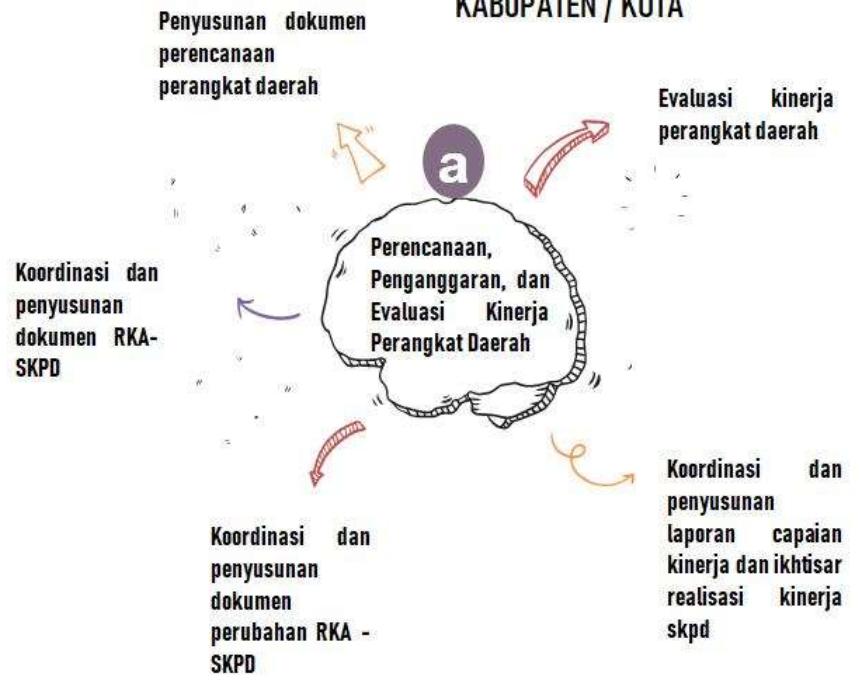 KABUPATEN / KOTA
Penyusunan dokumen
perencanaan
perangkat daerah
Evaluasi kinerja
perangkat daerah
a
Perencanaan,
Penganggaran, dan
Evaluasi Kinerja
Perangkat Daerah
Koordinasi dan
penyusunan
dokumen RKA-
SKPD
Koordinasi dan
penyusunan
dokumen
perubahan RKA -
SKPD
Koordinasi dan
penyusunan
laporan capaian
kinerja dan ikhtisar
realisasi kinerja
skpd